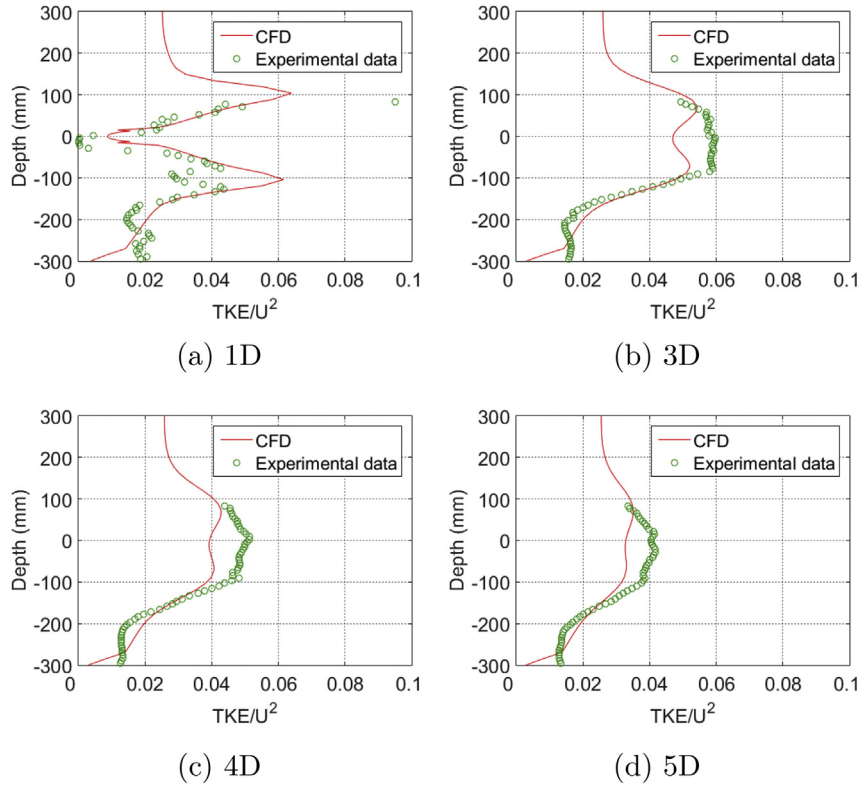 300
200
100
0
-100
-200
-300
Depth (mm)
CFD
Experimental data
0 0.02 0.04 0.06 0.08 0.1
TKE/U²
(a) 1D
300
200
100
0
-100
-200
-300
Depth (mm)
CFD
Experimental data
0 0.02 0.04 0.06 0.08 0.1
TKE/U²
(b) 3D
300
200
100
0
-100
-200
-300
Depth (mm)
CFD
Experimental data
0 0.02 0.04 0.06 0.08 0.1
TKE/U²
(c) 4D
300
200
100
0
-100
-200
-300
Depth (mm)
CFD
Experimental data
0 0.02 0.04 0.06 0.08 0.1
TKE/U²
(d) 5D